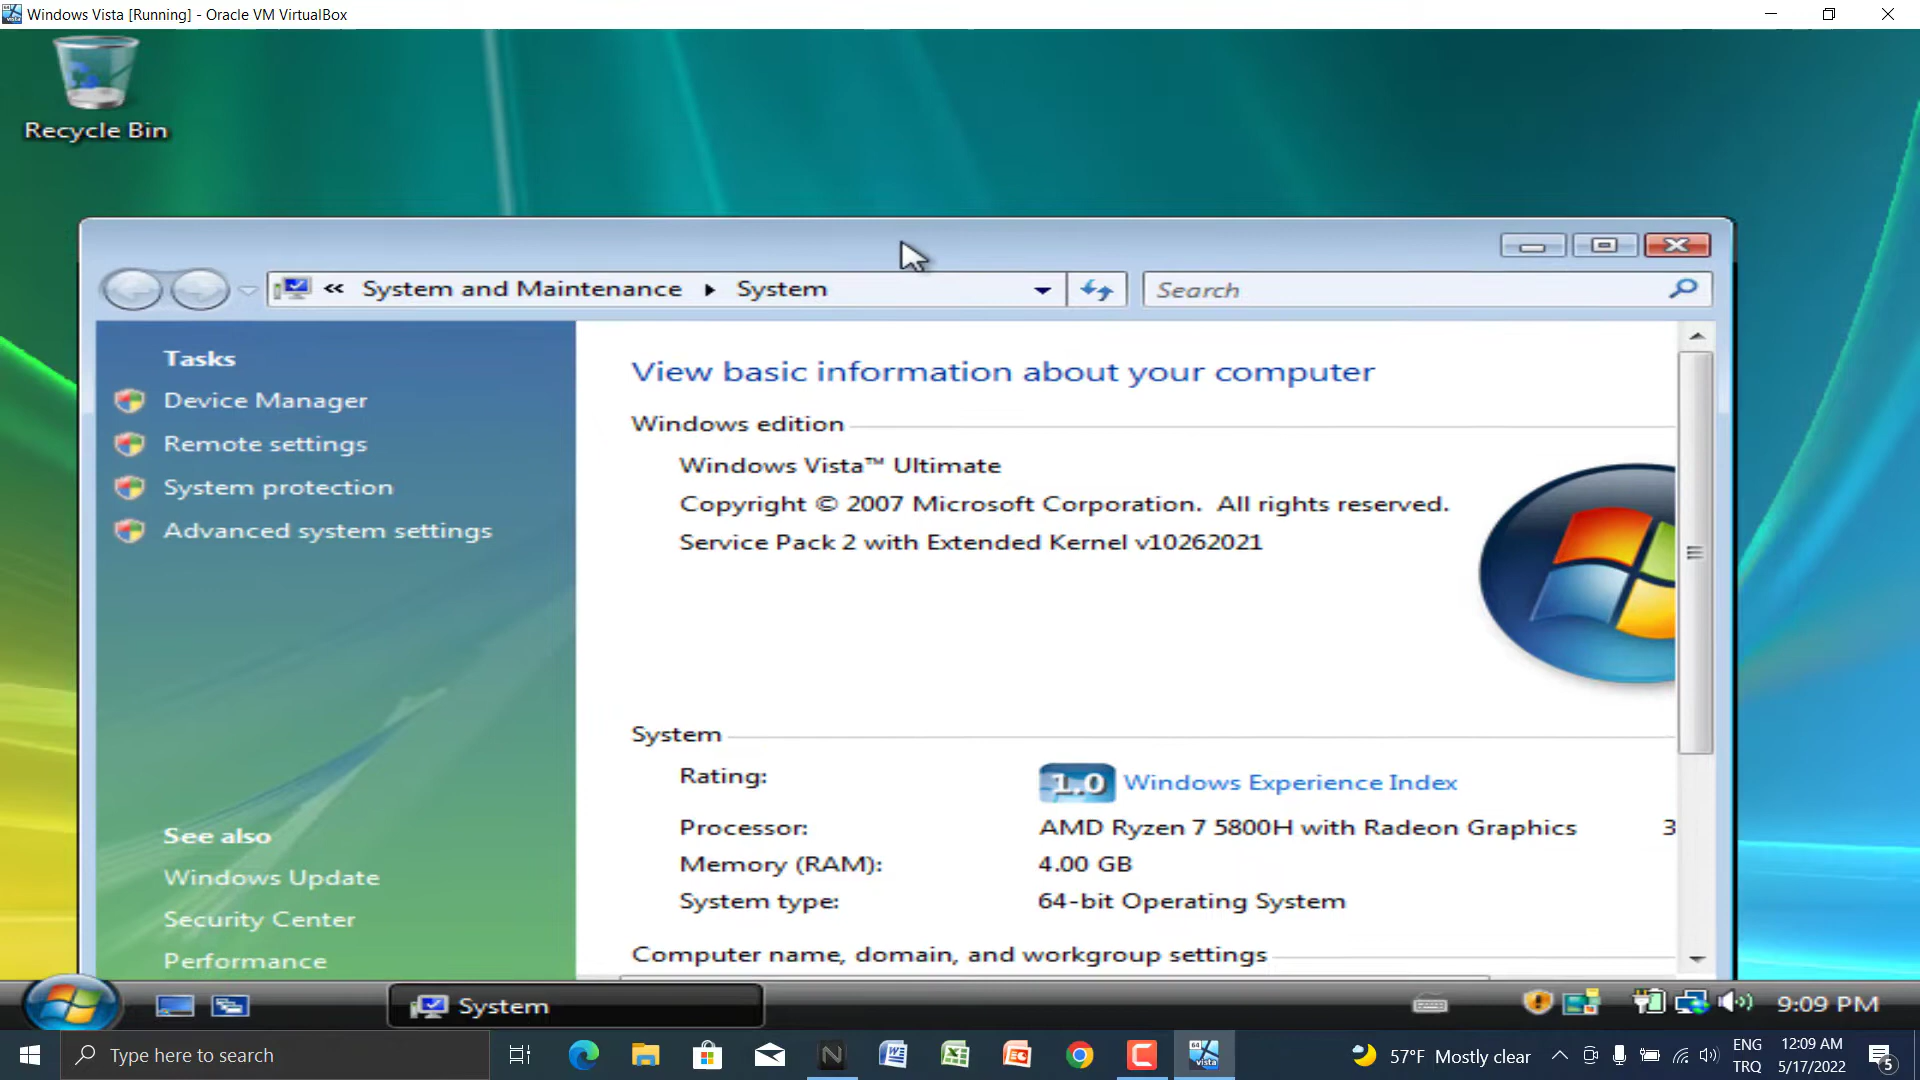 Windows Vista [Running] - Oracle VM VirtualBox
Recycle Bin
System and Maintenance
System
Search
Tasks
Device Manager
Remote settings
System protection
Advanced system settings
See also
Windows Update
Security Center
Performance
View basic information about your computer
Windows edition
Windows Vista™ Ultimate
Copyright © 2007 Microsoft Corporation. All rights reserved.
Service Pack 2 with Extended Kernel v10262021
System
Rating:
1.0 Windows Experience Index
Processor:
AMD Ryzen 7 5800H with Radeon Graphics 3
Memory (RAM):
4.00 GB
System type:
64-bit Operating System
Computer name, domain, and workgroup settings
System
9:09 PM
Type here to search
57°F Mostly clear
ENG
TRQ
12:09 AM
5/17/2022
5